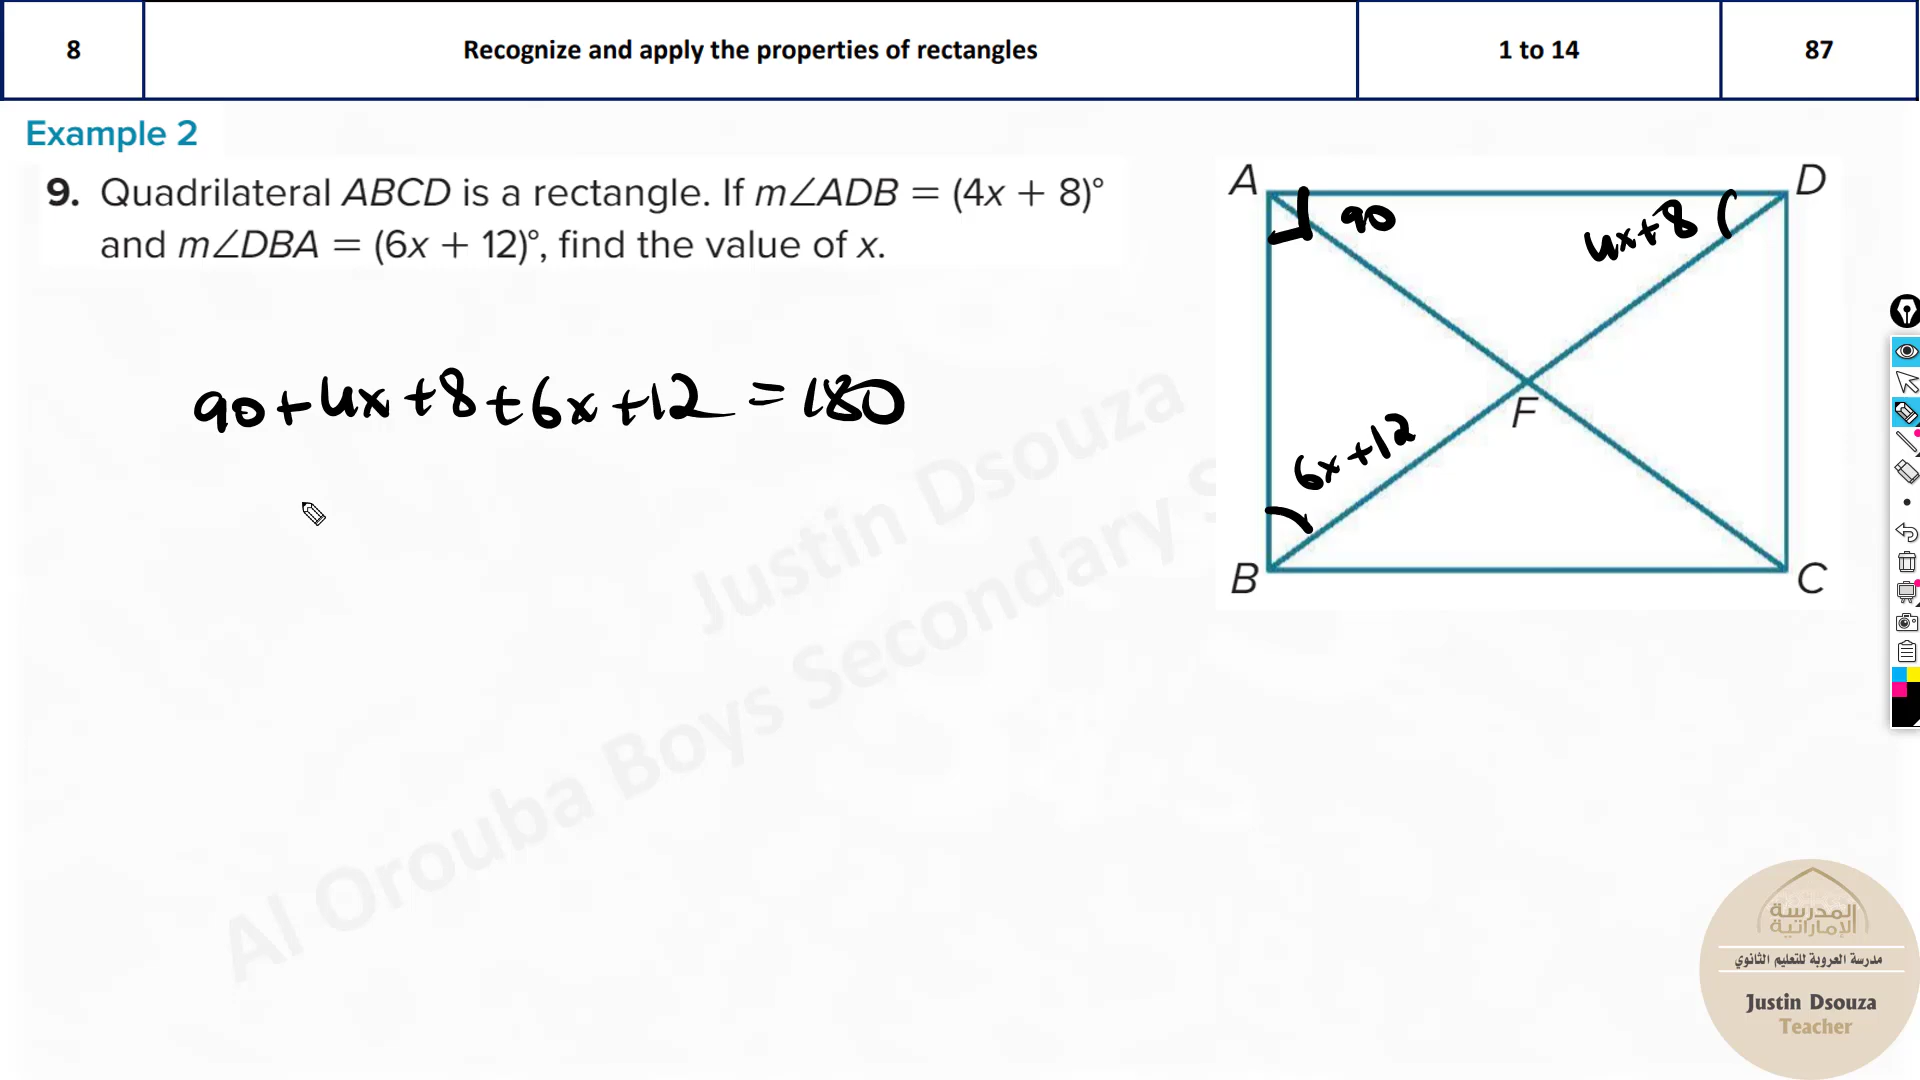 8 Recognize and apply the properties of rectangles 1 to 14 87
Example 2
9. Quadrilateral ABCD is a rectangle. If m∠ADB = (4x + 8)°
and m∠DBA = (6x + 12)°, find the value of x.
A D
90 4x+8
90+4x+8+6x+12=180
F
6x+12
B C
Justin Dsouza
Al Orouba Boys Secondary S
المدرسة
الإماراتية
مدرسة العروبة للتعليم الثانوي
Justin Dsouza
Teacher